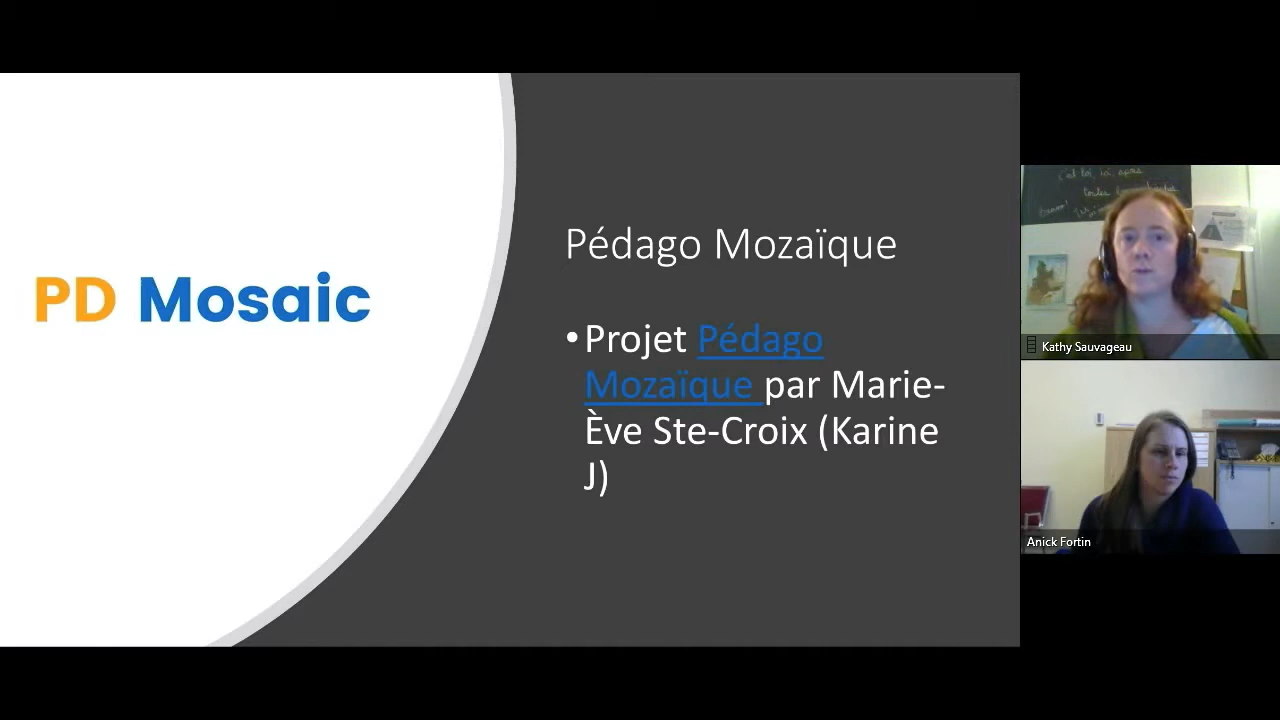 PD Mosaic
Pédago Mozaïque
•Projet Pédago
Mozaïque par Marie-
Ève Ste-Croix (Karine
J)
Kathy Sauvageau
Anick Fortin